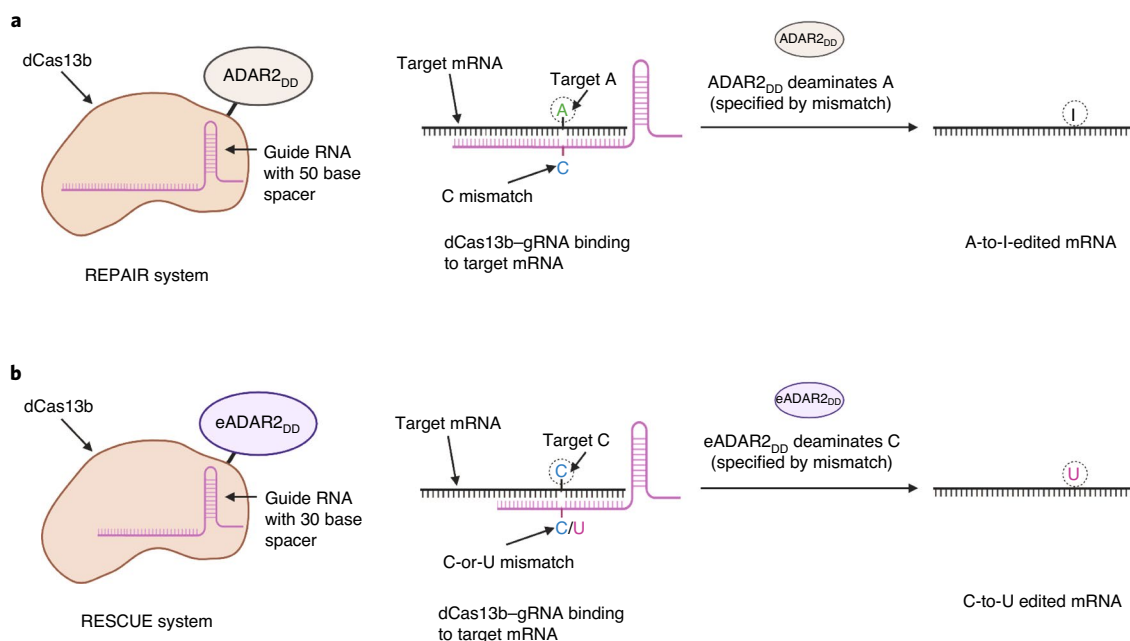 a
dCas13b
ADAR2DD
Guide RNA
with 50 base
spacer
REPAIR system
Target mRNA
Target A
A
C
C mismatch
dCas13b–gRNA binding
to target mRNA
ADAR2DD
ADAR2DD deaminates A
(specified by mismatch)
I
A-to-I-edited mRNA
b
dCas13b
eADAR2DD
Guide RNA
with 30 base
spacer
RESCUE system
Target mRNA
Target C
C
C/U
C-or-U mismatch
dCas13b–gRNA binding
to target mRNA
eADAR2DD
eADAR2DD deaminates C
(specified by mismatch)
U
C-to-U edited mRNA